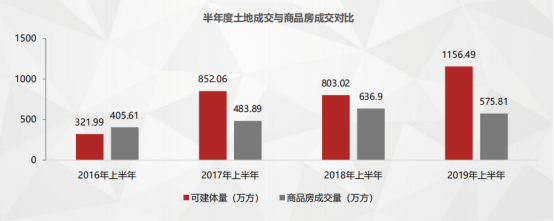 半年度土地成交与商品房成交对比
1500
1000
500
0
321.99
405.61
852.06
483.89
803.02
636.9
1156.49
575.81
2016年上半年
2017年上半年
2018年上半年
2019年上半年
可建体量（万方）
商品房成交量（万方）